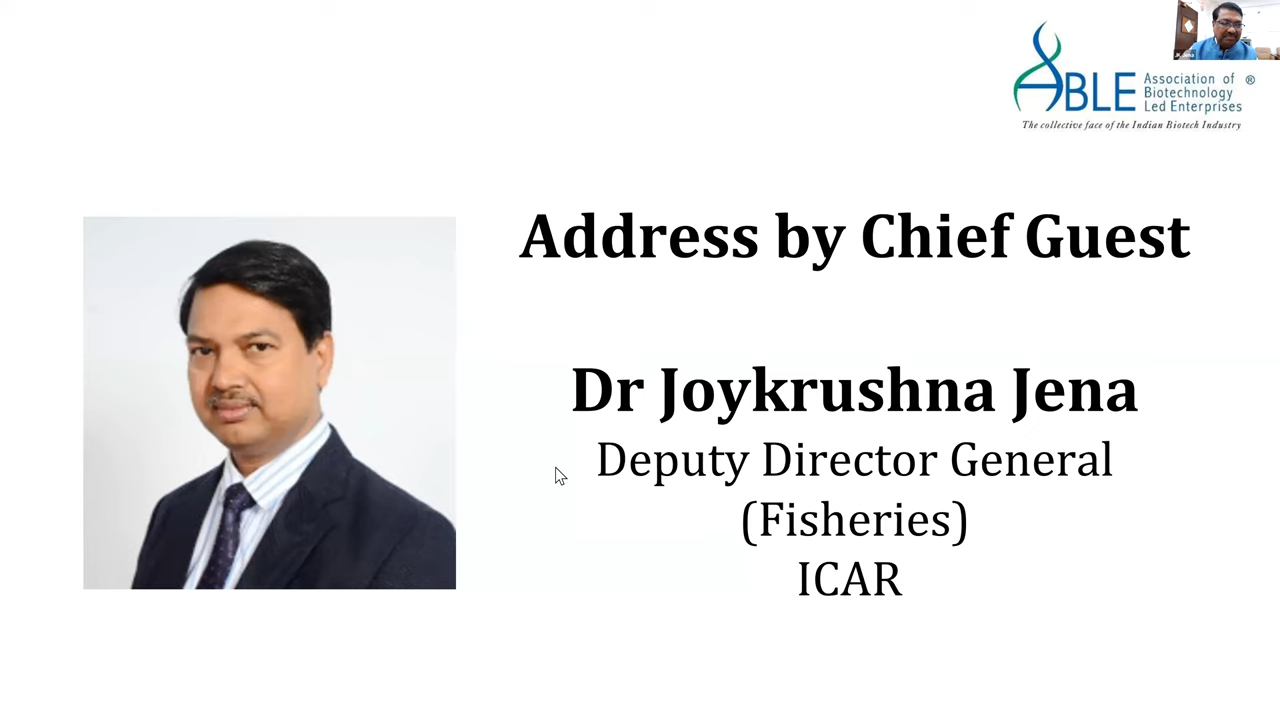 ABLE
Association of ®
Biotechnology
Led Enterprises
The collective face of the Indian Biotech Industry
Address by Chief Guest
Dr Joykrushna Jena
Deputy Director General
(Fisheries)
ICAR